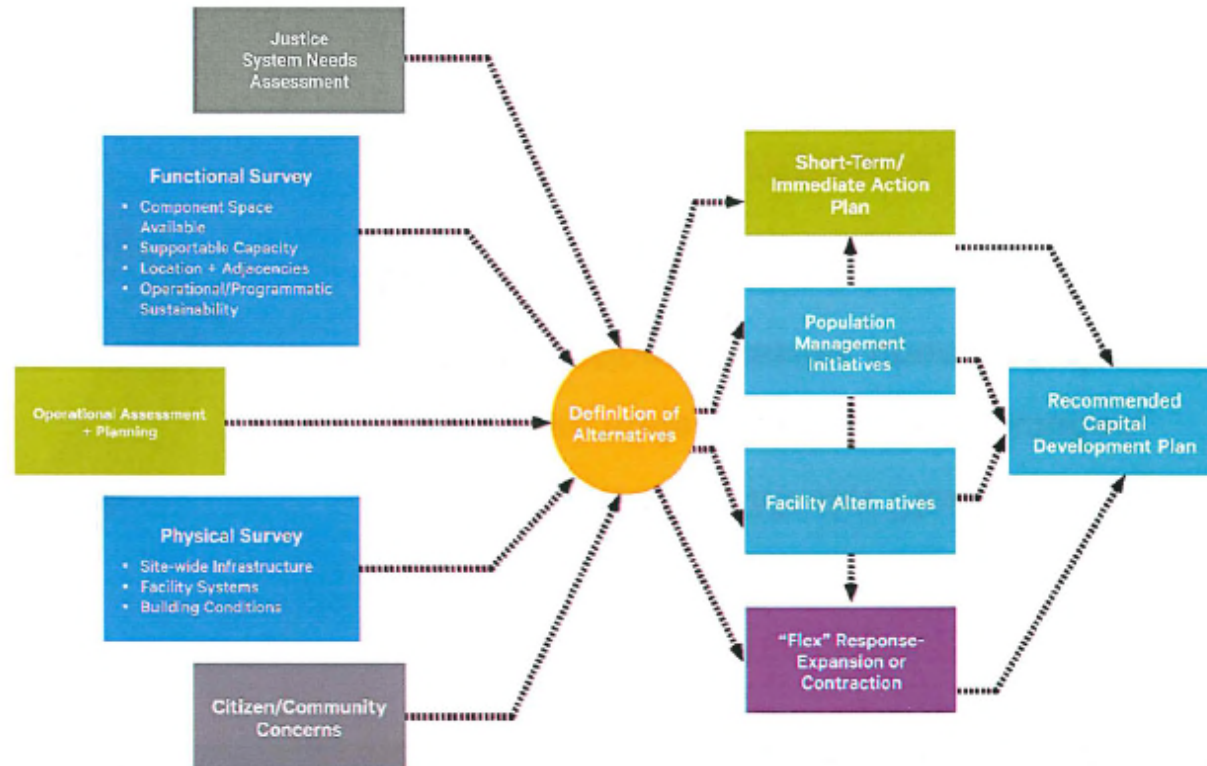 Justice
System Needs
Assessment
Functional Survey
• Component Space
Available
• Supportable Capacity
• Location + Adjacencies
• Operational/Programmatic
Sustainability
Operational Assessment
+ Planning
Physical Survey
• Site-wide Infrastructure
• Facility Systems
• Building Conditions
Citizen/Community
Concerns
Definition of
Alternatives
Short-Term/
Immediate Action
Plan
Population
Management
Initiatives
Facility Alternatives
“Flex” Response-
Expansion or
Contraction
Recommended
Capital
Development Plan